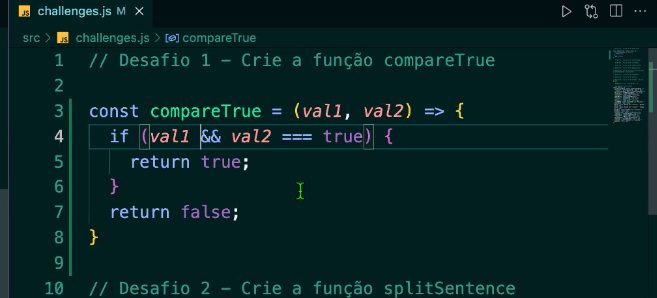 JS challenges.js M ×
src > JS challenges.js > compareTrue
1 // Desafio 1 - Crie a função compareTrue
2
3 const compareTrue = (val1, val2) => {
4 if (val1 && val2 === true) {
5 return true;
6 }
7 return false;
8 }
9
10 // Desafio 2 - Crie a função splitSentence